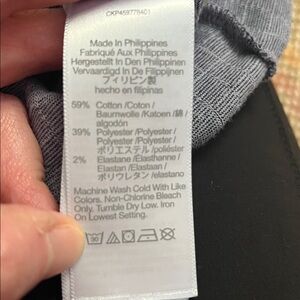 Made In Philippines
Fabriqué Aux Philippines
Hergestellt In Den Philippinen
Vervaardigd In De Filippijnen
フィリピン製
hecho en filipinas
59% Cotton /Coton /
Baumwolle /Katoen /綿/
algodón
39% Polyester /Polyester /
Polyester /Polyester /
ポリエステル /poliéster
2% Elastane /Elasthanne /
Elastan /Elastaan /
ポリウレタン /elastano
Machine Wash Cold With Like
Colors. Non-Chlorine Bleach
Only. Tumble Dry Low. Iron
On Lowest Setting.